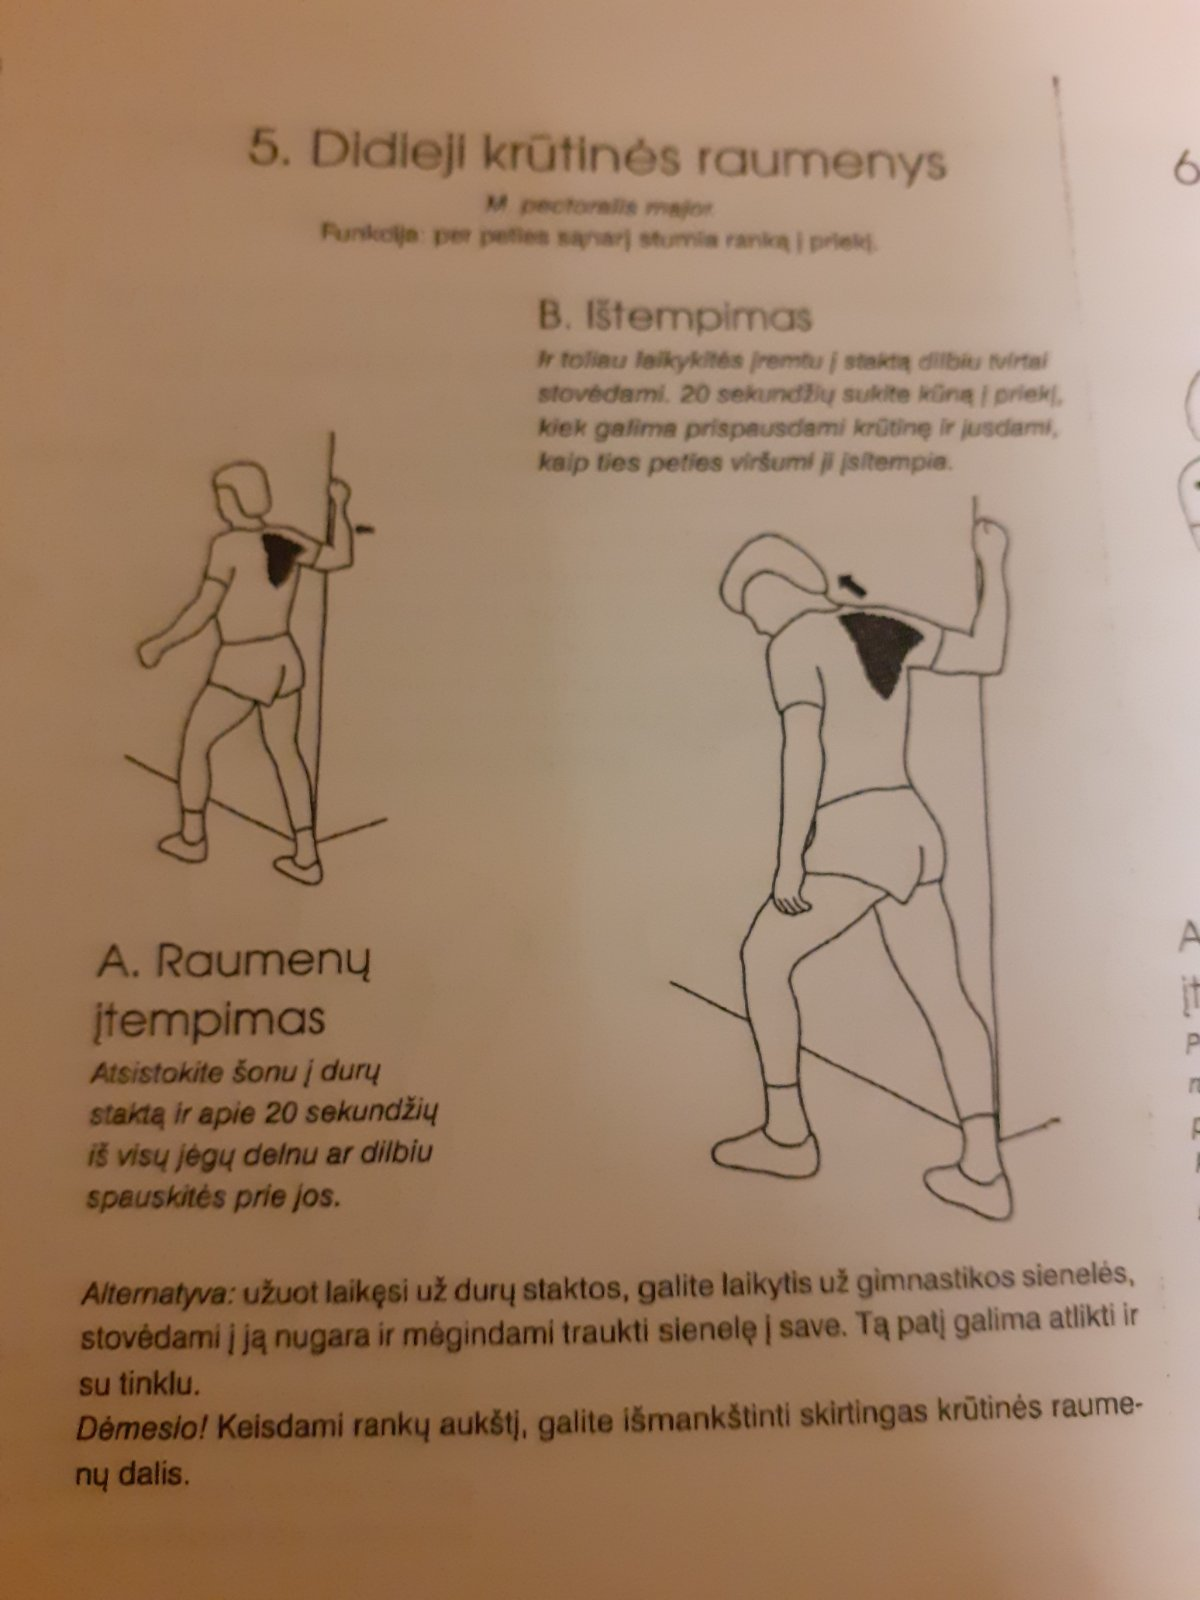 5. Didieji krūtinės raumenys
M. pectoralis major.
Funkcija: per peties sąnarį stumia ranką į priekį.
B. Ištempimas
Ir toliau laikykitės įremtu į staktą dilbiu tvirtai
stovėdami. 20 sekundžių sukite kūną į priekį,
kiek galima prispausdami krūtinę ir jusdami,
kaip ties peties viršumi ji įsitempia.
A. Raumenų
įtempimas
Atsistokite šonu į durų
staktą ir apie 20 sekundžių
iš visų jėgų delnu ar dilbiu
spauskitės prie jos.
Alternatyva: užuot laikęsi už durų staktos, galite laikytis už gimnastikos sienelės,
stovėdami į ją nugara ir mėgindami traukti sienelę į save. Tą patį galima atlikti ir
su tinklu.
Dėmesio! Keisdami rankų aukštį, galite išmankštinti skirtingas krūtinės raume-
nų dalis.
6
A
įt
P